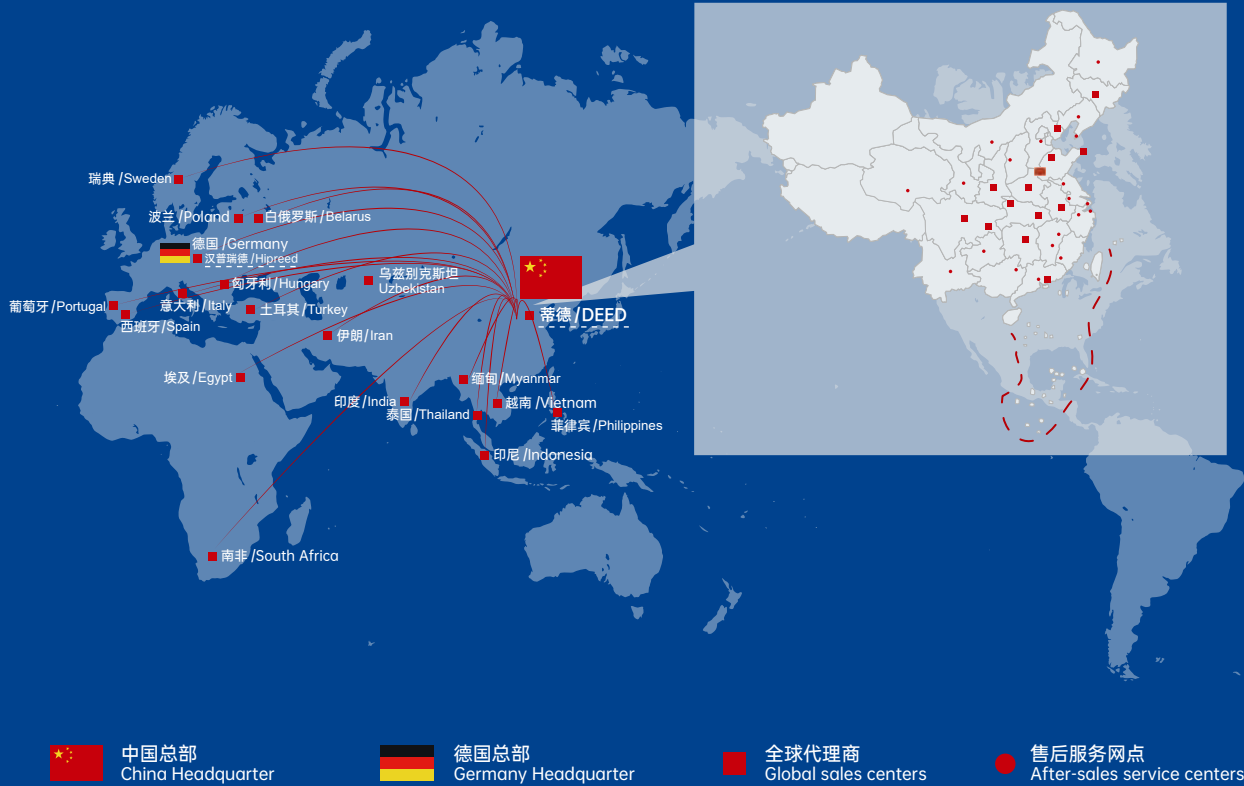 瑞典 /Sweden
波兰 /Poland
白俄罗斯 /Belarus
德国 /Germany
汉普瑞德 /Hipreed
匈牙利 /Hungary
乌兹别克斯坦
Uzbekistan
葡萄牙 /Portugal
意大利 /Italy
土耳其 /Turkey
西班牙 /Spain
蒂德 /DEED
伊朗 /Iran
埃及 /Egypt
缅甸 /Myanmar
印度 /India
越南 /Vietnam
泰国 /Thailand
菲律宾 /Philippines
印尼 /Indonesia
南非 /South Africa
中国总部
China Headquarter
德国总部
Germany Headquarter
全球代理商
Global sales centers
售后服务网点
After-sales service centers